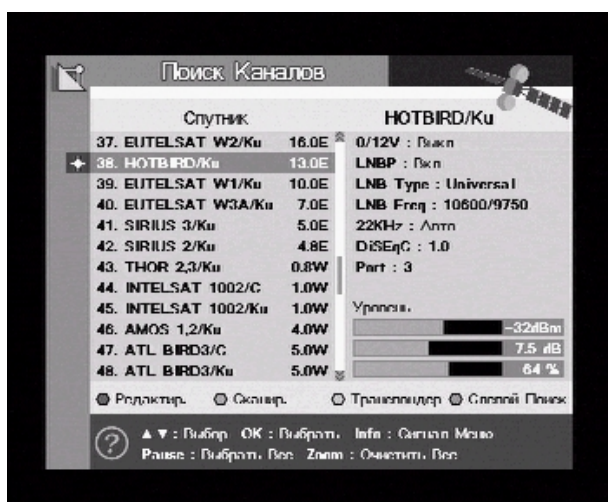 Поиск Каналов
Спутник
37. EUTELSAT W2/Ku 16.0E
38. HOTBIRD/Ku 13.0E
39. EUTELSAT W1/Ku 10.0E
40. EUTELSAT W3A/Ku 7.0E
41. SIRIUS 3/Ku 5.0E
42. SIRIUS 2/Ku 4.8E
43. THOR 2,3/Ku 0.8W
44. INTELSAT 1002/C 1.0W
45. INTELSAT 1002/Ku 1.0W
46. AMOS 1,2/Ku 4.0W
47. ATL BIRD3/C 5.0W
48. ATL BIRD3/Ku 5.0W
HOTBIRD/Ku
0/12V : Выкл
LNBP : Вкл
LNB Type : Universal
LNB Freq : 10600/9750
22KHz : Авто
DiSEqC : 1.0
Port : 3
Уровень
-32dBm
7.5 dB
64 %
Редактир. Сканир. Транспондер Слепой Поиск
? ▲▼ : Выбор OK : Выбрать Info : Сигнал Меню
Pause : Выбрать Все Zoom : Очистить Все